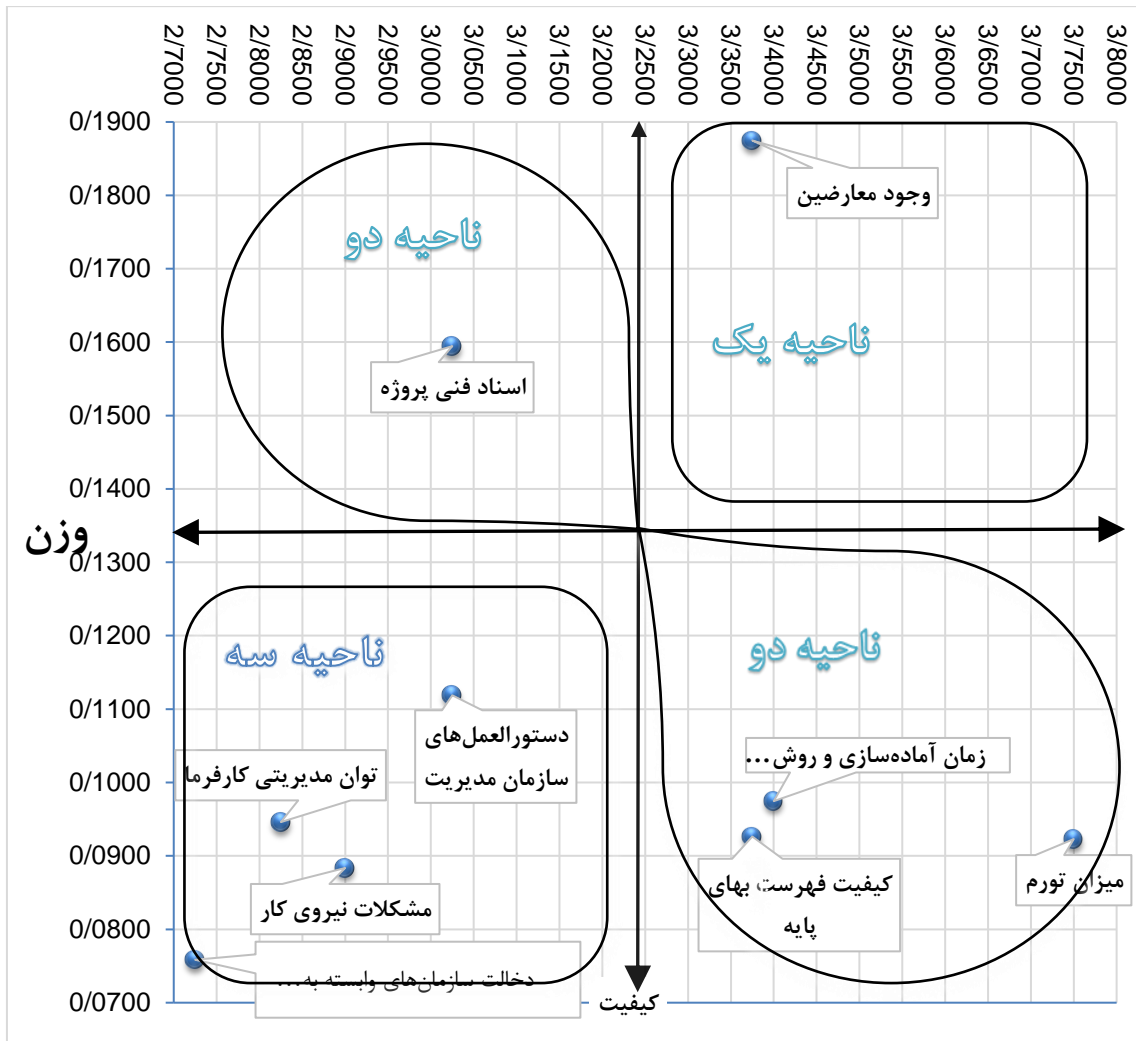 2/7000
2/7500
2/8000
2/8500
2/9000
2/9500
3/0000
3/0500
3/1000
3/1500
3/2000
3/2500
3/3000
3/3500
3/4000
3/4500
3/5000
3/5500
3/6000
3/6500
3/7000
3/7500
3/8000
0/1900
0/1800
0/1700
0/1600
0/1500
0/1400
0/1300
0/1200
0/1100
0/1000
0/0900
0/0800
0/0700
وزن
کیفیت
ناحیه یک
وجود معارضین
ناحیه دو
اسناد فنی پروژه
ناحیه دو
زمان آماده‌سازی و روش...
کیفیت فهرست بهای
پایه
میزان تورم
ناحیه سه
دستورالعمل‌های
سازمان مدیریت
توان مدیریتی کارفرما
مشکلات نیروی کار
دخالت سازمان‌های وابسته به...